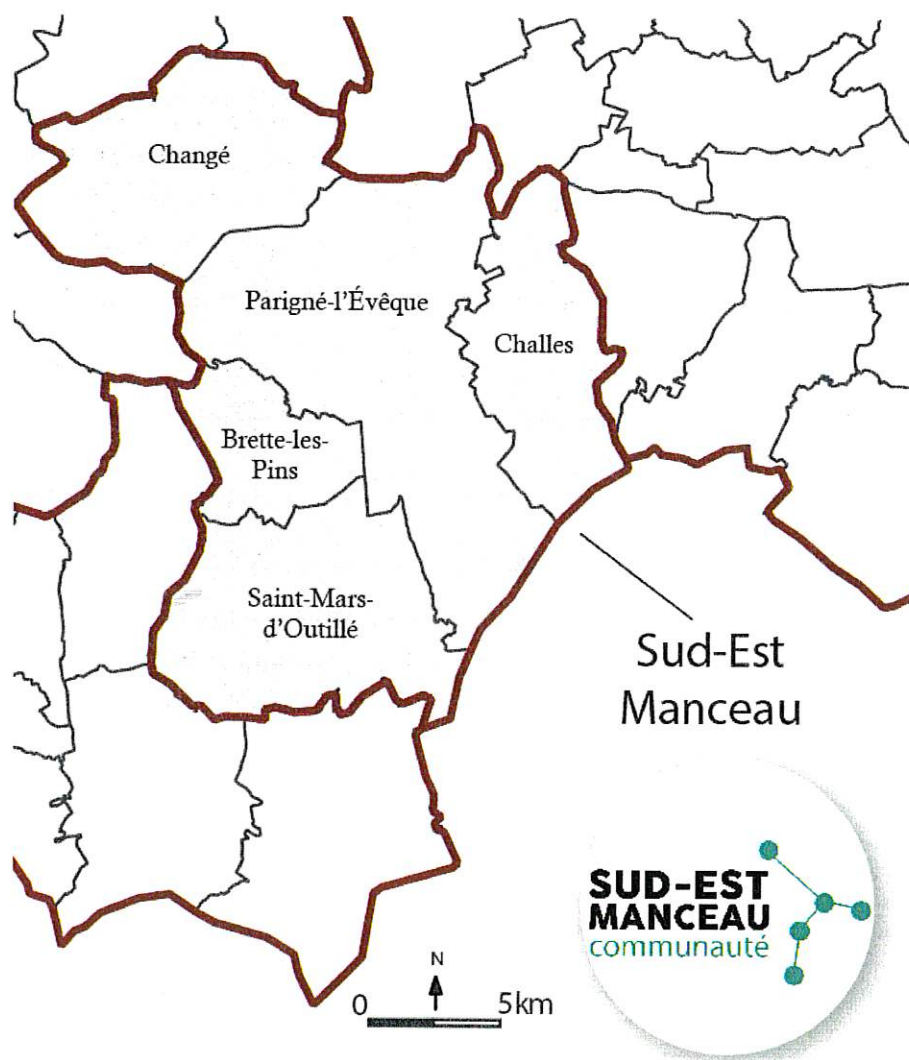 Changé
Parigné-l'Évêque
Challes
Brette-les-
Pins
Saint-Mars-
d'Outillé
Sud-Est
Manceau
SUD-EST
MANCEAU
communauté
N
0 5km